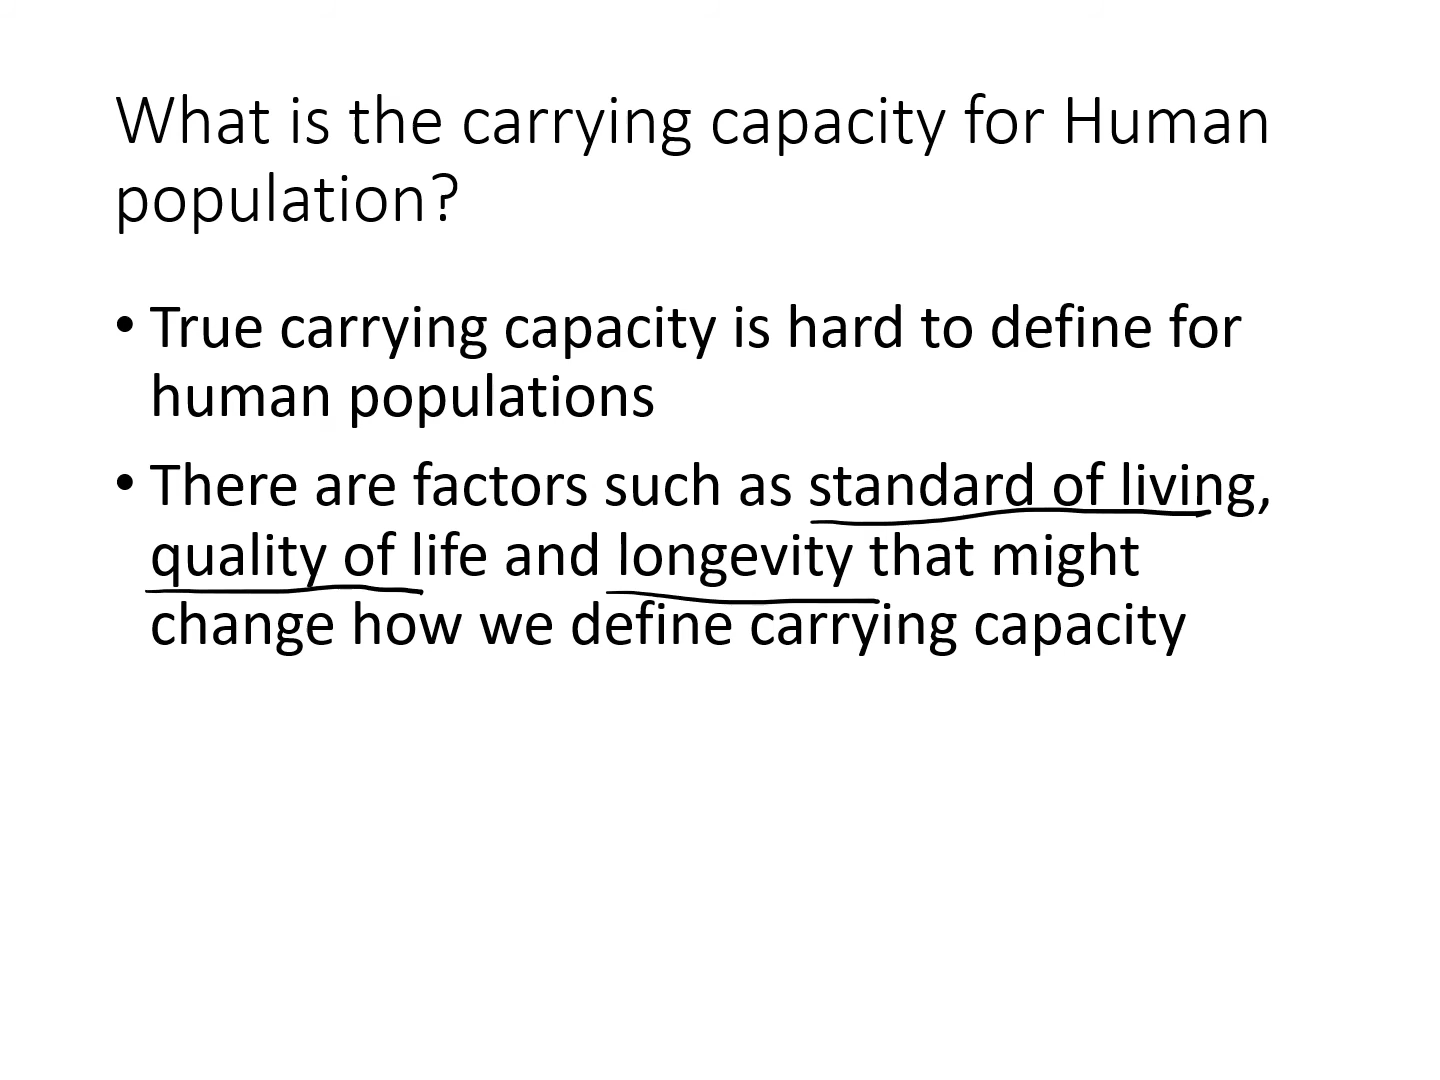 What is the carrying capacity for Human
population?
• True carrying capacity is hard to define for
human populations
• There are factors such as standard of living,
quality of life and longevity that might
change how we define carrying capacity